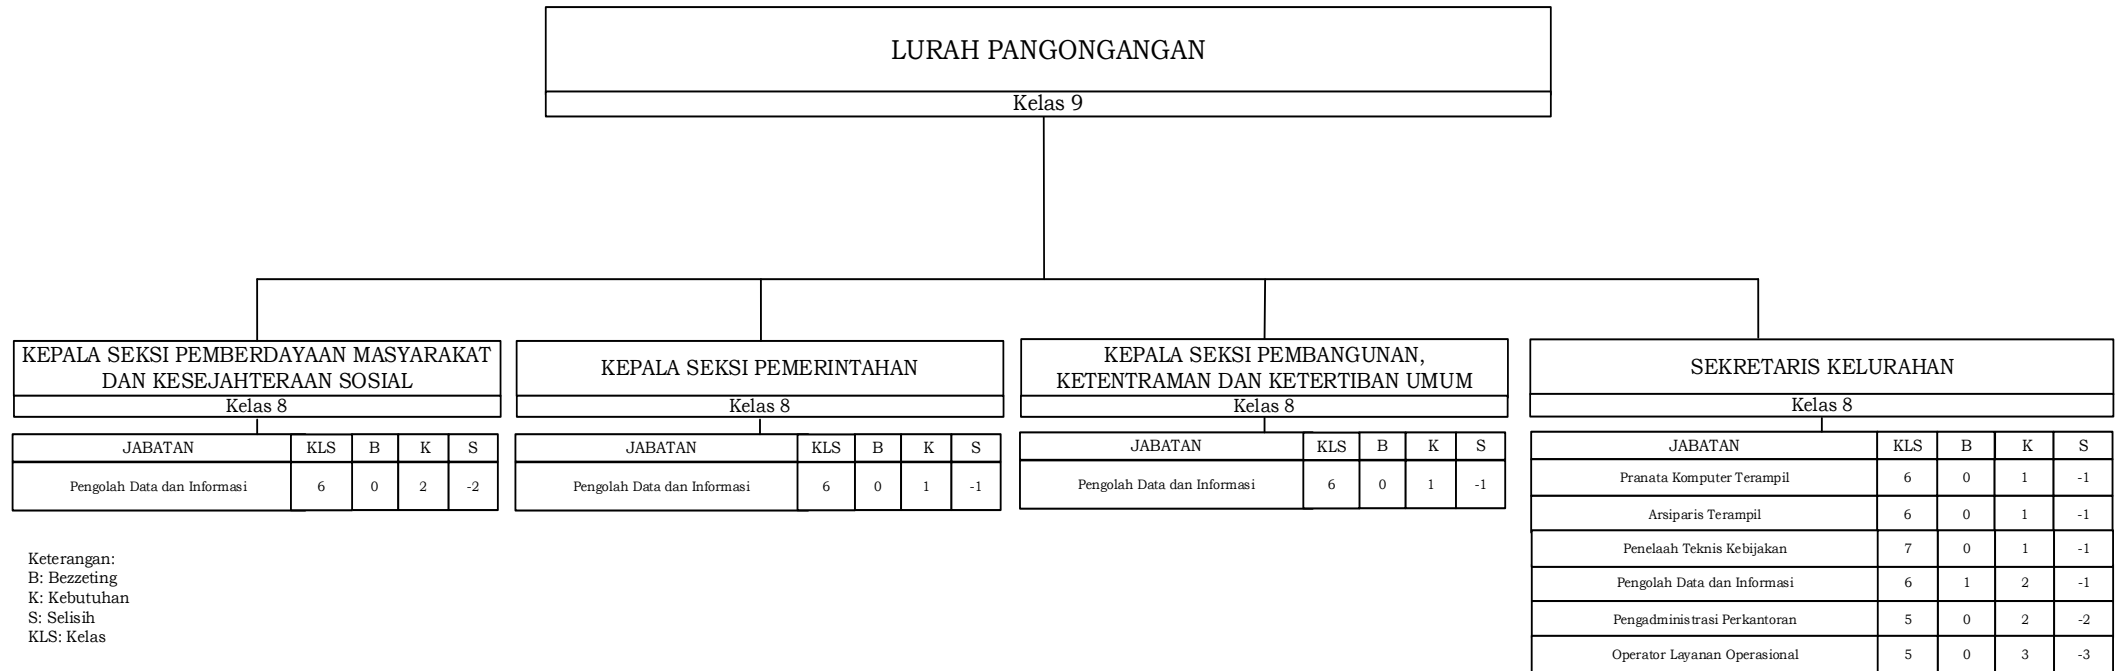 LURAH PANGONGANGAN
Kelas 9
KEPALA SEKSI PEMBERDAYAAN MASYARAKAT
DAN KESEJAHTERAAN SOSIAL
Kelas 8
JABATAN KLS B K S
Pengolah Data dan Informasi 6 0 2 -2
KEPALA SEKSI PEMERINTAHAN
Kelas 8
JABATAN KLS B K S
Pengolah Data dan Informasi 6 0 1 -1
KEPALA SEKSI PEMBANGUNAN,
KETENTRAMAN DAN KETERTIBAN UMUM
Kelas 8
JABATAN KLS B K S
Pengolah Data dan Informasi 6 0 1 -1
SEKRETARIS KELURAHAN
Kelas 8
JABATAN KLS B K S
Pranata Komputer Terampil 6 0 1 -1
Arsiparis Terampil 6 0 1 -1
Penelaah Teknis Kebijakan 7 0 1 -1
Pengolah Data dan Informasi 6 1 2 -1
Pengadministrasi Perkantoran 5 0 2 -2
Operator Layanan Operasional 5 0 3 -3
Keterangan:
B: Bezzeting
K: Kebutuhan
S: Selisih
KLS: Kelas